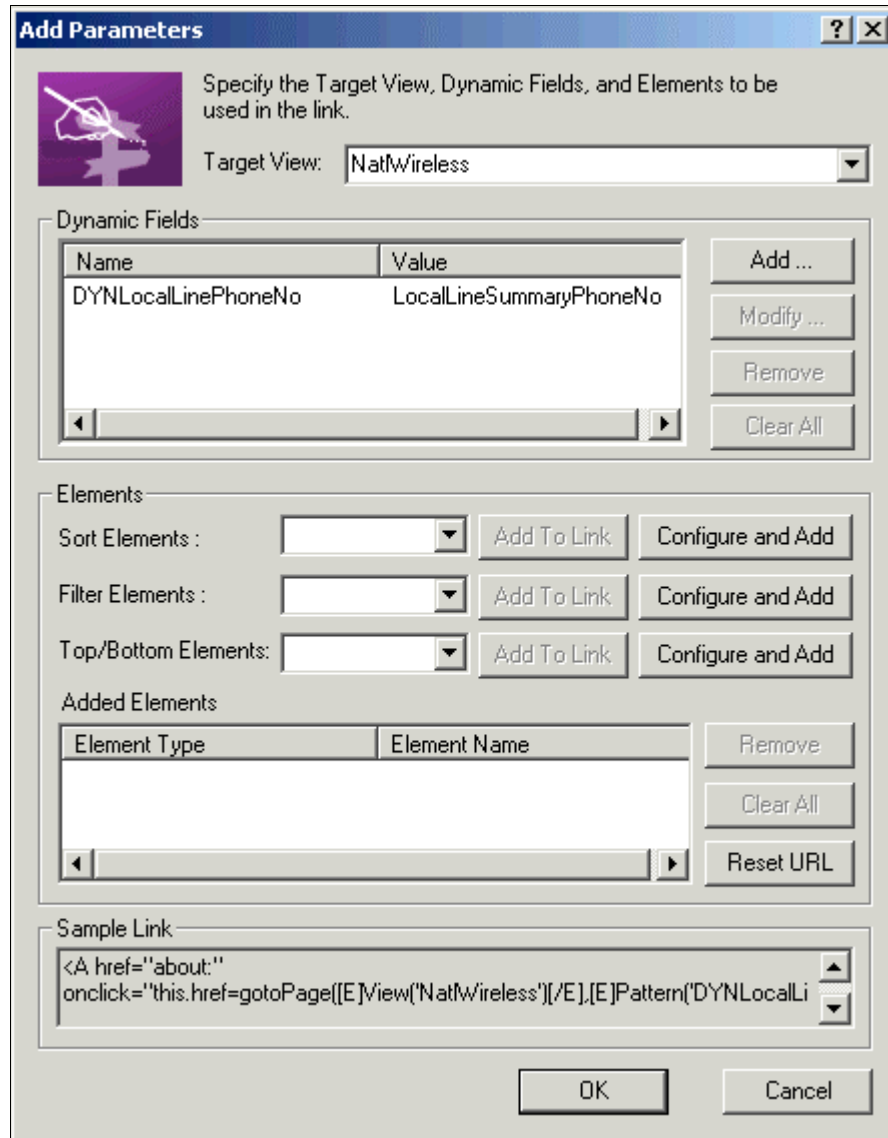 Add Parameters
Specify the Target View, Dynamic Fields, and Elements to be
used in the link.
Target View: NatlWireless
Dynamic Fields
Name Value
DYNLocalLinePhoneNo LocalLineSummaryPhoneNo
Add ...
Modify ...
Remove
Clear All
Elements
Sort Elements : Add To Link Configure and Add
Filter Elements : Add To Link Configure and Add
Top/Bottom Elements: Add To Link Configure and Add
Added Elements
Element Type Element Name
Remove
Clear All
Reset URL
Sample Link
<A href="about:"
onclick="this.href=gotoPage([E]View('NatlWireless')[/E],[E]Pattern('DYNLocalLi
OK Cancel